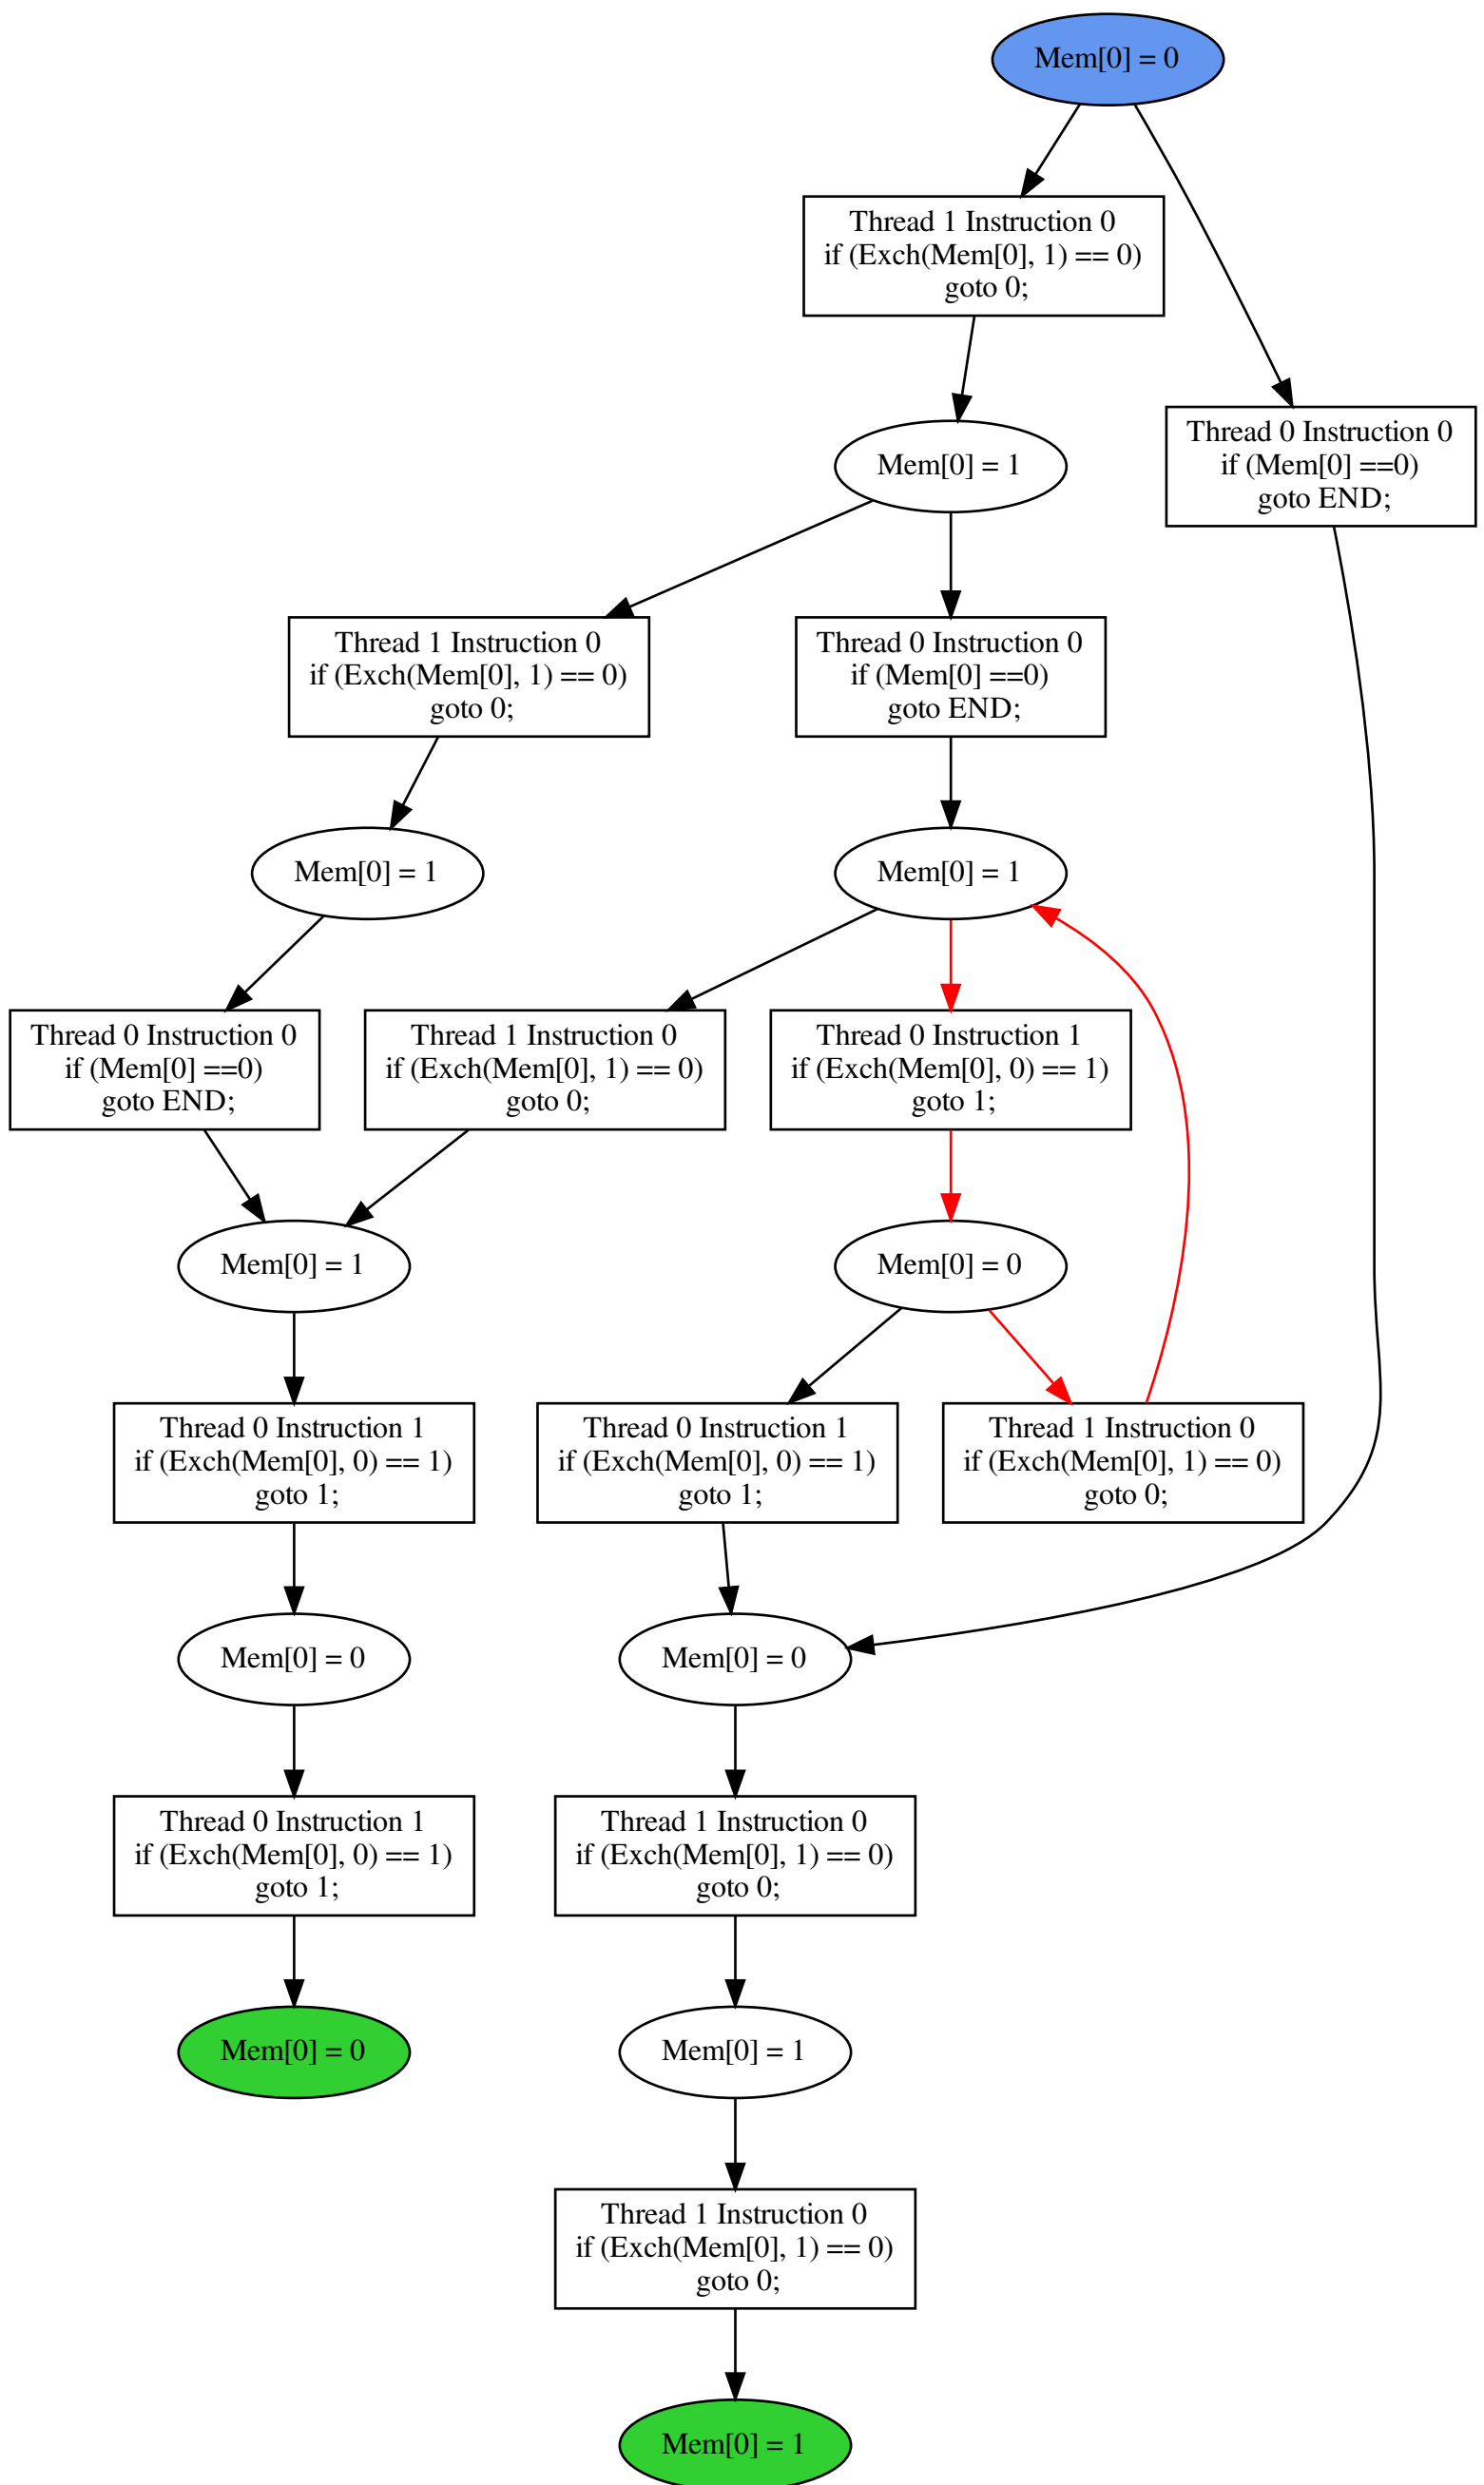 Mem[0] = 0
Thread 1 Instruction 0
if (Exch(Mem[0], 1) == 0)
goto 0;
Mem[0] = 1
Thread 0 Instruction 0
if (Mem[0] ==0)
goto END;
Thread 1 Instruction 0
if (Exch(Mem[0], 1) == 0)
goto 0;
Thread 0 Instruction 0
if (Mem[0] ==0)
goto END;
Mem[0] = 1
Mem[0] = 1
Thread 0 Instruction 0
if (Mem[0] ==0)
goto END;
Thread 1 Instruction 0
if (Exch(Mem[0], 1) == 0)
goto 0;
Thread 0 Instruction 1
if (Exch(Mem[0], 0) == 1)
goto 1;
Mem[0] = 1
Mem[0] = 0
Thread 0 Instruction 1
if (Exch(Mem[0], 0) == 1)
goto 1;
Thread 0 Instruction 1
if (Exch(Mem[0], 0) == 1)
goto 1;
Thread 1 Instruction 0
if (Exch(Mem[0], 1) == 0)
goto 0;
Mem[0] = 0
Mem[0] = 0
Thread 0 Instruction 1
if (Exch(Mem[0], 0) == 1)
goto 1;
Thread 1 Instruction 0
if (Exch(Mem[0], 1) == 0)
goto 0;
Mem[0] = 0
Mem[0] = 1
Thread 1 Instruction 0
if (Exch(Mem[0], 1) == 0)
goto 0;
Mem[0] = 1